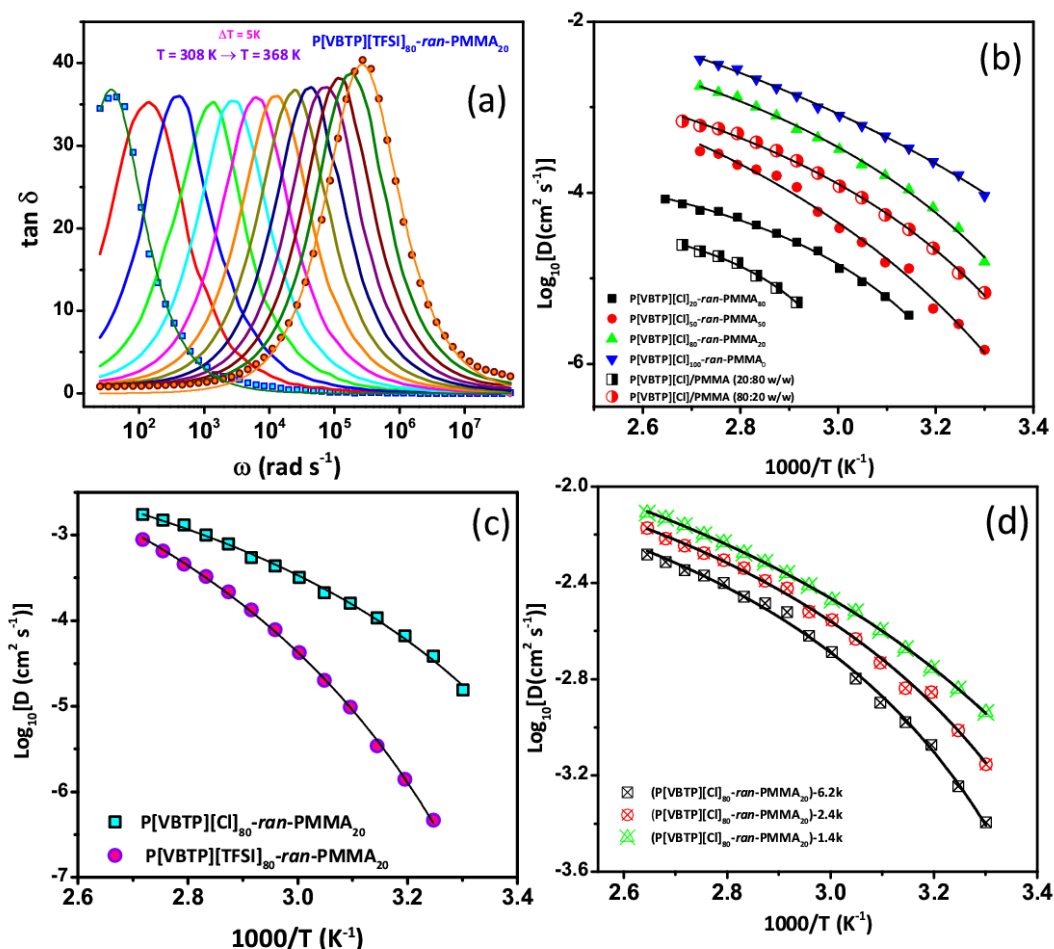 ΔT = 5K
P[VBTP][TFSI]₈₀-ran-PMMA₂₀
T = 308 K → T = 368 K
(a)
40
30
20
10
0
tan δ
10² 10³ 10⁴ 10⁵ 10⁶ 10⁷
ω (rad s⁻¹)
(b)
-2
-4
-6
Log₁₀[D(cm² s⁻¹)]
P[VBTP][Cl]₂₀-ran-PMMA₈₀
P[VBTP][Cl]₅₀-ran-PMMA₅₀
P[VBTP][Cl]₈₀-ran-PMMA₂₀
P[VBTP][Cl]₁₀₀-ran-PMMA₀
P[VBTP][Cl]/PMMA (20:80 w/w)
P[VBTP][Cl]/PMMA (80:20 w/w)
2.6 2.8 3.0 3.2 3.4
1000/T (K⁻¹)
(c)
-3
-4
-5
-6
-7
Log₁₀[D (cm² s⁻¹)]
P[VBTP][Cl]₈₀-ran-PMMA₂₀
P[VBTP][TFSI]₈₀-ran-PMMA₂₀
2.6 2.8 3.0 3.2 3.4
1000/T (K⁻¹)
(d)
-2.0
-2.4
-2.8
-3.2
-3.6
Log₁₀[D(cm² s⁻¹)]
(P[VBTP][Cl]₈₀-ran-PMMA₂₀)-6.2k
(P[VBTP][Cl]₈₀-ran-PMMA₂₀)-2.4k
(P[VBTP][Cl]₈₀-ran-PMMA₂₀)-1.4k
2.6 2.8 3.0 3.2 3.4
1000/T (K⁻¹)